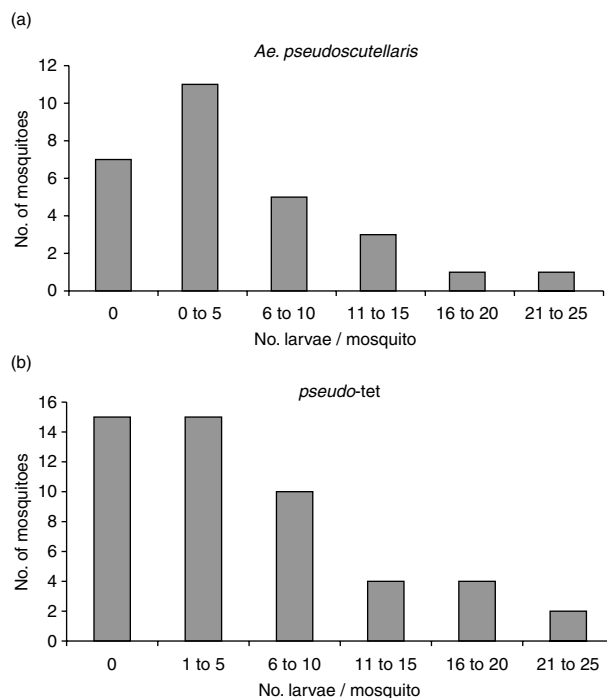 (a)
Ae. pseudoscutellaris
12
10
8
6
4
2
0
No. of mosquitoes
0 0 to 5 6 to 10 11 to 15 16 to 20 21 to 25
No. larvae / mosquito
(b)
pseudo-tet
16
14
12
10
8
6
4
2
0
No. of mosquitoes
0 1 to 5 6 to 10 11 to 15 16 to 20 21 to 25
No. larvae / mosquito